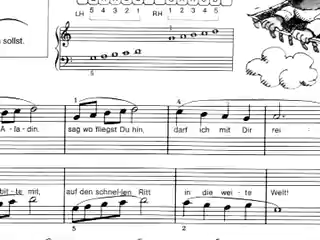 LH 5 4 3 2 1 RH 1 2 3 4 5
n sollst.
5
1 4
A - la - din. sag wo fliegst Du hin, darf ich mit Dir rei -
bit - te mit, auf den schnel-len Ritt in die wei - te Welt!
5 2